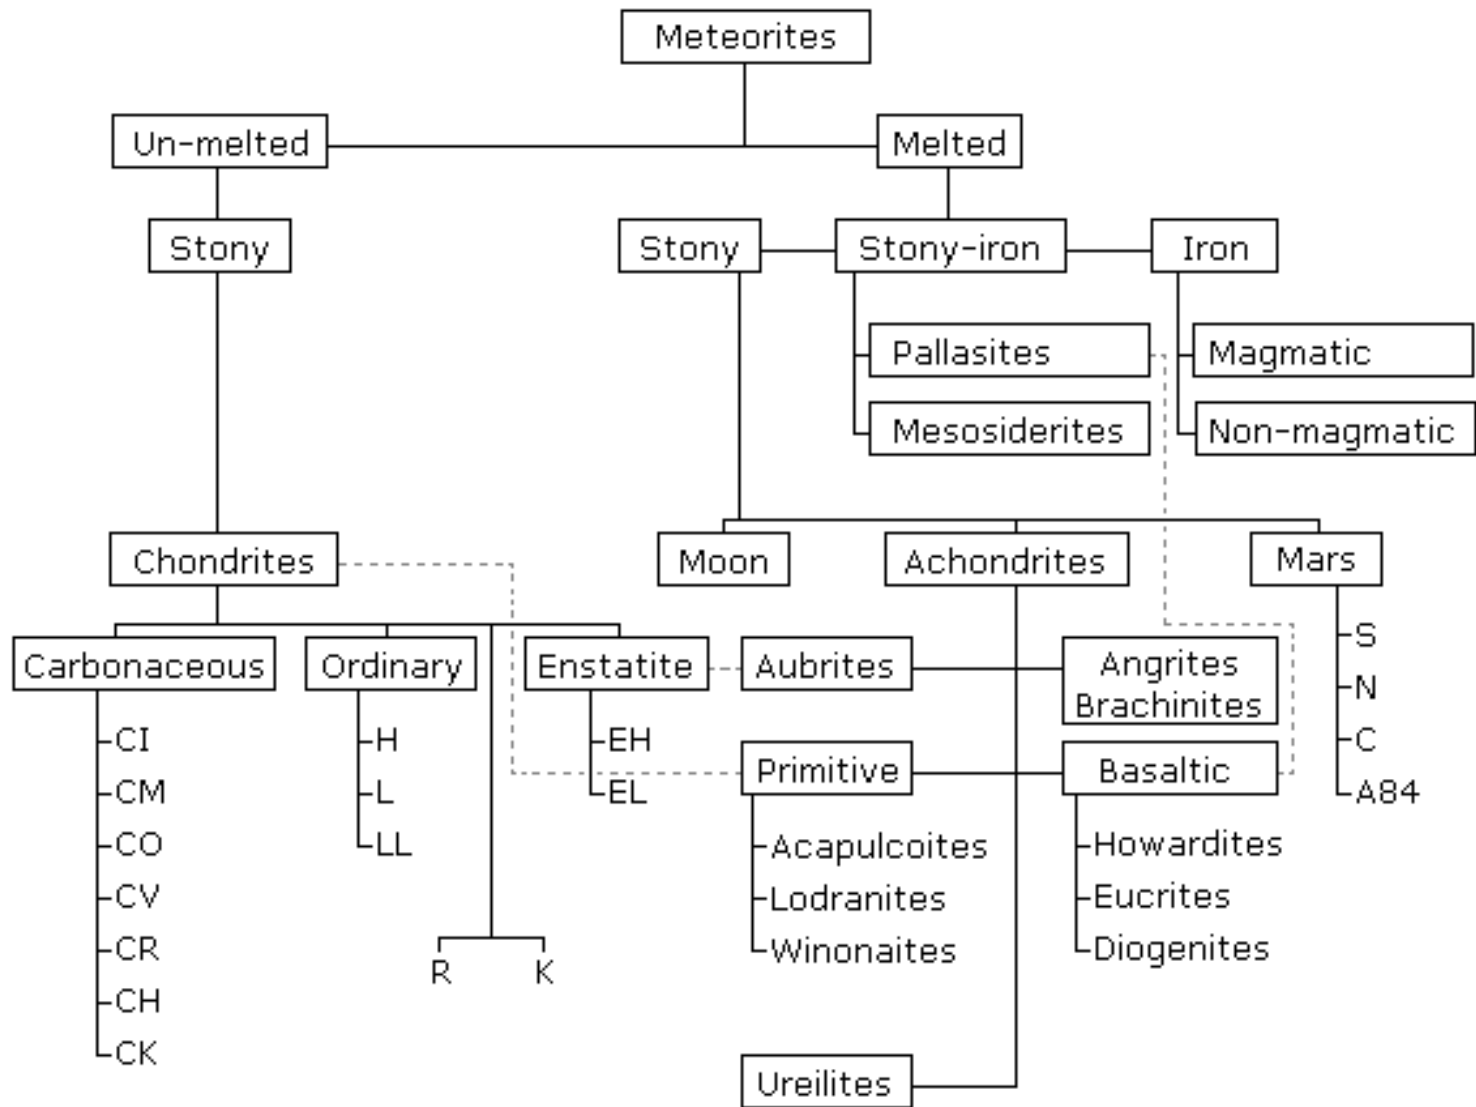 Meteorites
Un-melted
Melted
Stony
Stony
Stony-iron
Iron
Pallasites
Magmatic
Mesosiderites
Non-magmatic
Chondrites
Moon
Achondrites
Mars
Carbonaceous
Ordinary
Enstatite
Aubrites
Angrites
Brachinites
S
N
C
A84
CI
CM
CO
CV
CR
CH
CK
H
L
LL
R
K
EH
EL
Primitive
Acapulcoites
Lodranites
Winonaites
Basaltic
Howardites
Eucrites
Diogenites
Ureilites